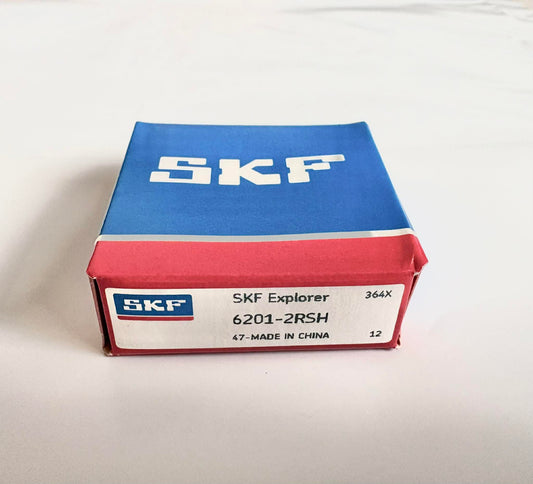 SKF
SKF
SKF Explorer 364X
6201-2RSH
47-MADE IN CHINA 12